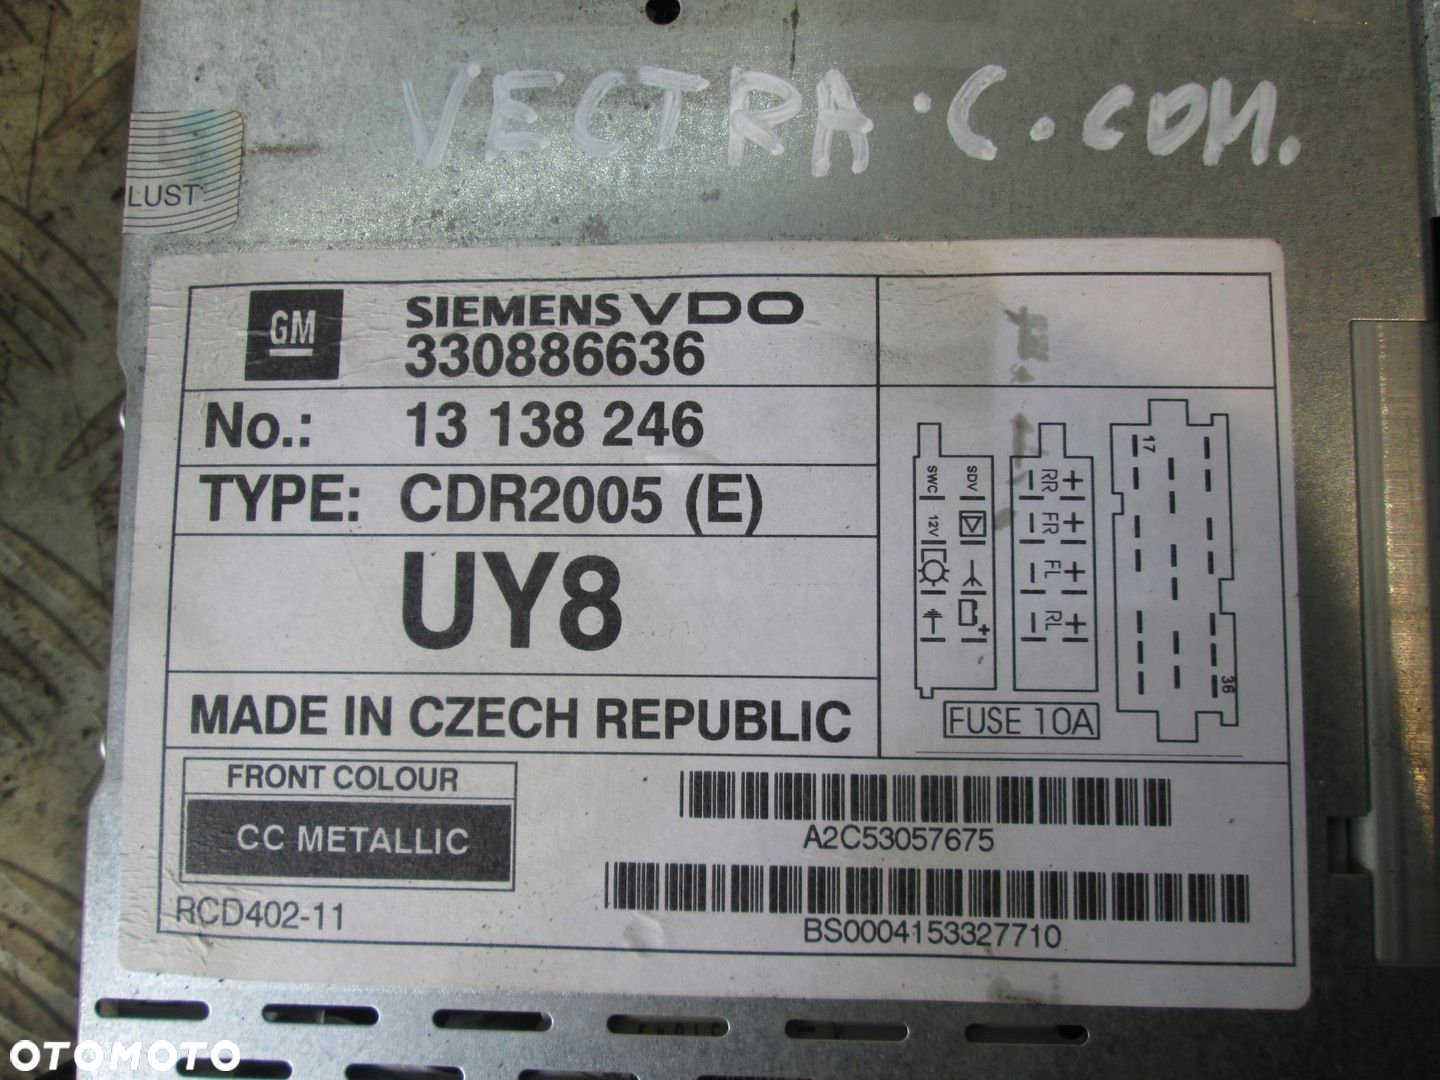 VECTRA.C.COM.
LUST
GM
SIEMENS VDO
330886636
No.: 13 138 246
TYPE: CDR2005 (E)
UY8
MADE IN CZECH REPUBLIC
SWC 12V
SDV
RR FR FL RL
17
36
FUSE 10A
FRONT COLOUR
CC METALLIC
RCD402-11
A2C53057675
BS0004153327710
OTOMOTO